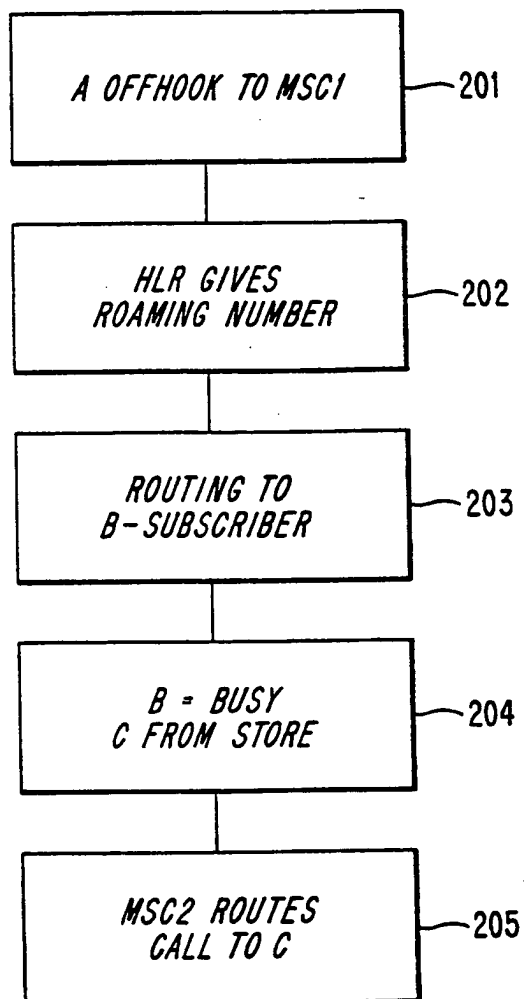 A OFFHOOK TO MSC1
201
HLR GIVES
ROAMING NUMBER
202
ROUTING TO
B-SUBSCRIBER
203
B = BUSY
C FROM STORE
204
MSC2 ROUTES
CALL TO C
205